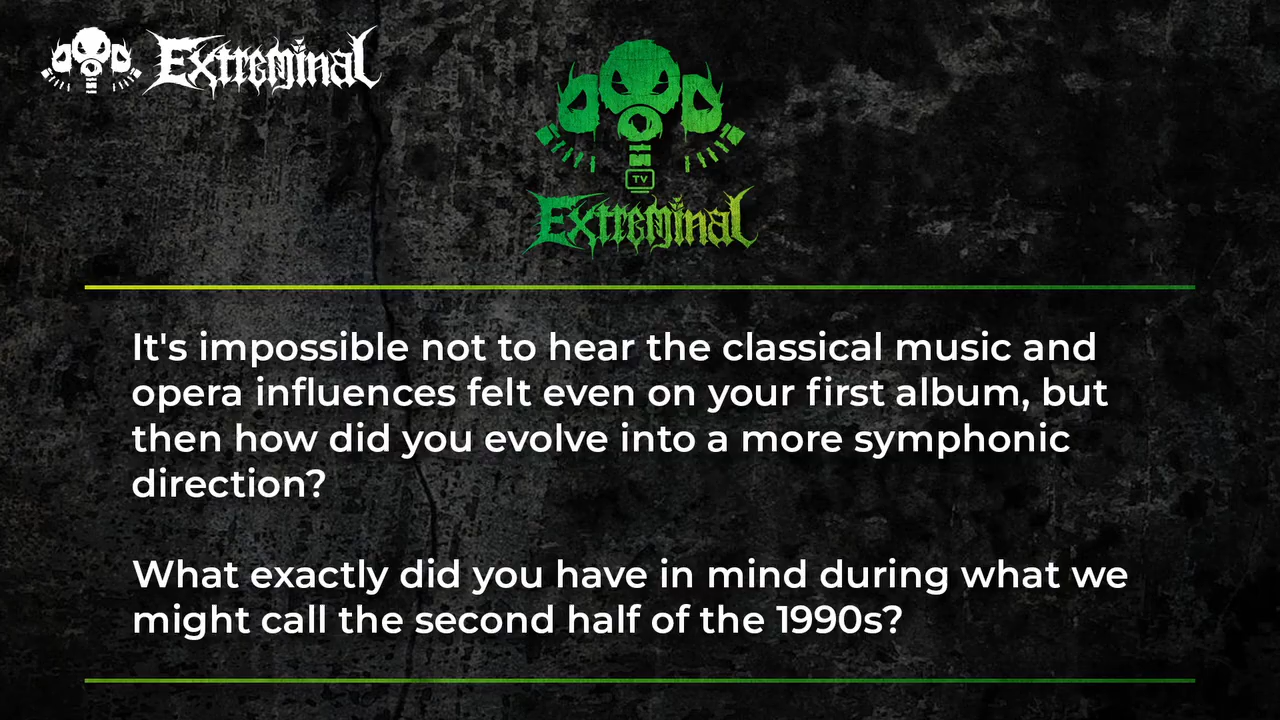 Extreminal
TV
Extreminal
It's impossible not to hear the classical music and
opera influences felt even on your first album, but
then how did you evolve into a more symphonic
direction?
What exactly did you have in mind during what we
might call the second half of the 1990s?